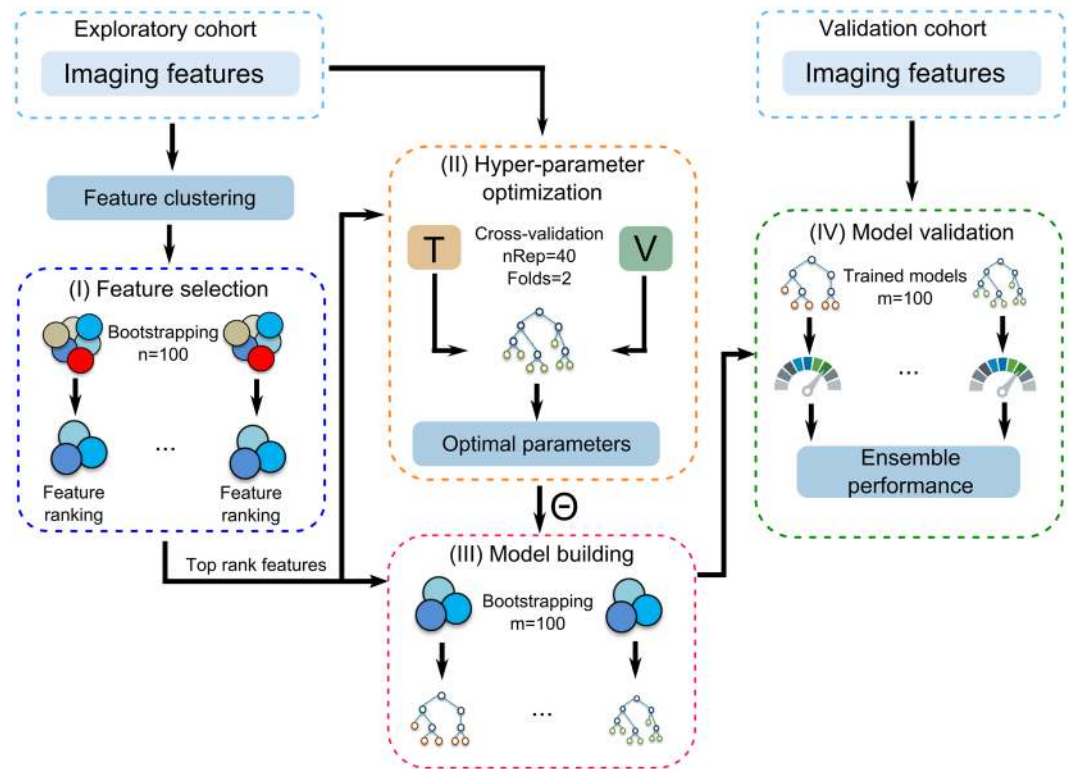 Exploratory cohort
Imaging features
Validation cohort
Imaging features
Feature clustering
(I) Feature selection
Bootstrapping
n=100
...
Feature
ranking
Feature
ranking
Top rank features
(II) Hyper-parameter
optimization
T
Cross-validation
nRep=40
Folds=2
V
Optimal parameters
Θ
(III) Model building
Bootstrapping
m=100
...
(IV) Model validation
Trained models
m=100
...
Ensemble
performance